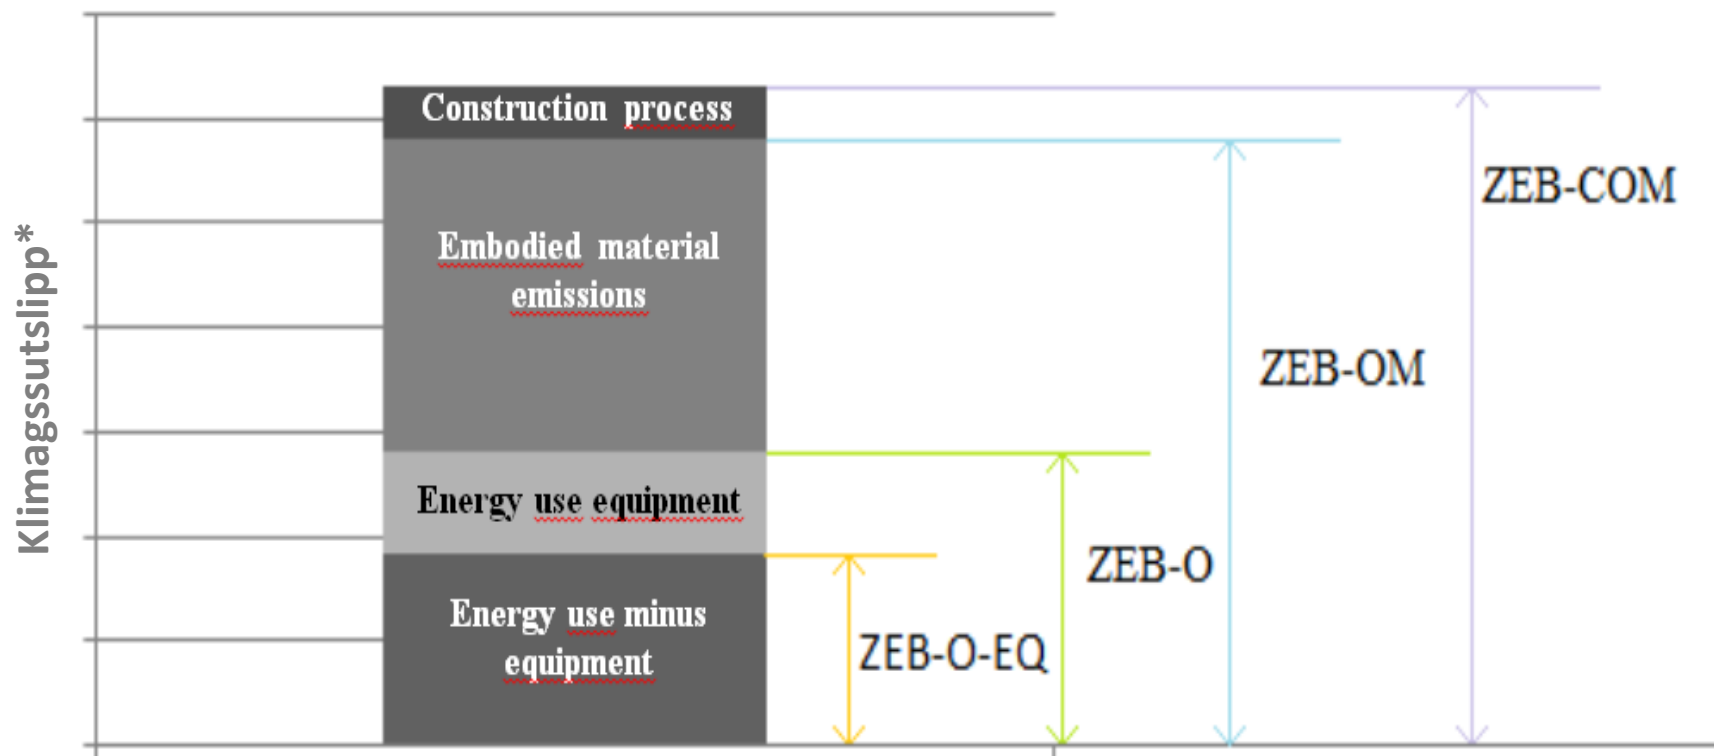 Klimagssutslipp*
Construction process
Embodied material
emissions
Energy use equipment
Energy use minus
equipment
ZEB-COM
ZEB-OM
ZEB-O
ZEB-O-EQ